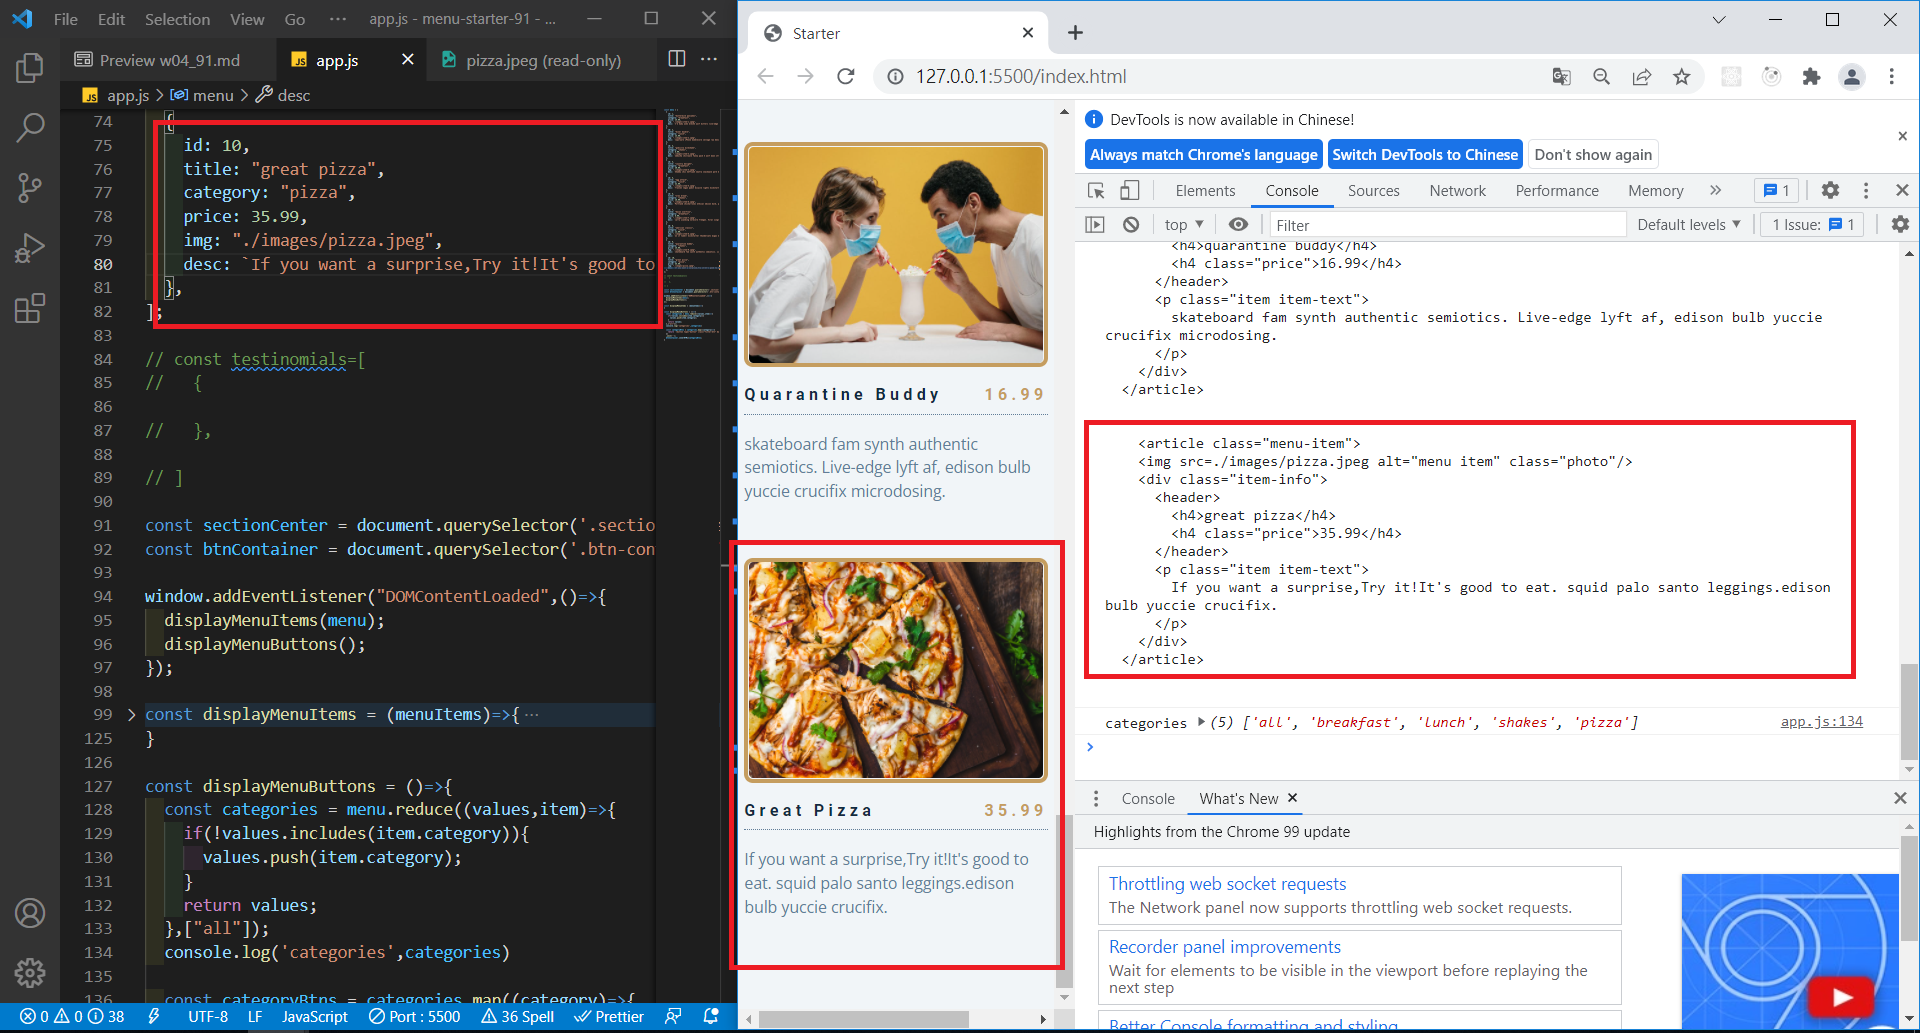 File Edit Selection View Go ··· app.js - menu-starter-91 - ...
Preview w04_91.md
JS app.js
pizza.jpeg (read-only)
JS app.js > menu > desc
74 {
75 id: 10,
76 title: "great pizza",
77 category: "pizza",
78 price: 35.99,
79 img: "./images/pizza.jpeg",
80 desc: `If you want a surprise,Try it!It's good to
81 },
82 ];
83
84 // const testinomials=[
85 //   {
86
87 //   },
88
89 // ]
90
91 const sectionCenter = document.querySelector('.sectio
92 const btnContainer = document.querySelector('.btn-con
93
94 window.addEventListener("DOMContentLoaded",()=>{
95 displayMenuItems(menu);
96 displayMenuButtons();
97 });
98
99 const displayMenuItems = (menuItems)=>{ ···
125 }
126
127 const displayMenuButtons = ()=>{
128 const categories = menu.reduce((values,item)=>{
129 if(!values.includes(item.category)){
130 values.push(item.category);
131 }
132 return values;
133 },["all"]);
134 console.log('categories',categories)
135
136 const categoryBtns = categories.map((category)=>{
0 0 38 UTF-8 LF JavaScript Port : 5500 36 Spell Prettier
Starter
127.0.0.1:5500/index.html
Quarantine Buddy 16.99
skateboard fam synth authentic
semiotics. Live-edge lyft af, edison bulb
yuccie crucifix microdosing.
Great Pizza 35.99
If you want a surprise,Try it!It's good to
eat. squid palo santo leggings.edison
bulb yuccie crucifix.
DevTools is now available in Chinese!
Always match Chrome's language
Switch DevTools to Chinese
Don't show again
Elements Console Sources Network Performance Memory » 1
top Filter Default levels 1 Issue: 1
<h4>quarantine buddy</h4>
<h4 class="price">16.99</h4>
</header>
<p class="item item-text">
skateboard fam synth authentic semiotics. Live-edge lyft af, edison bulb yuccie
crucifix microdosing.
</p>
</div>
</article>
<article class="menu-item">
<img src=./images/pizza.jpeg alt="menu item" class="photo"/>
<div class="item-info">
<header>
<h4>great pizza</h4>
<h4 class="price">35.99</h4>
</header>
<p class="item item-text">
If you want a surprise,Try it!It's good to eat. squid palo santo leggings.edison
bulb yuccie crucifix.
</p>
</div>
</article>
categories (5) ['all', 'breakfast', 'lunch', 'shakes', 'pizza'] app.js:134
Console What's New
Highlights from the Chrome 99 update
Throttling web socket requests
The Network panel now supports throttling web socket requests.
Recorder panel improvements
Wait for elements to be visible in the viewport before replaying the
next step
Better Console formatting and styling